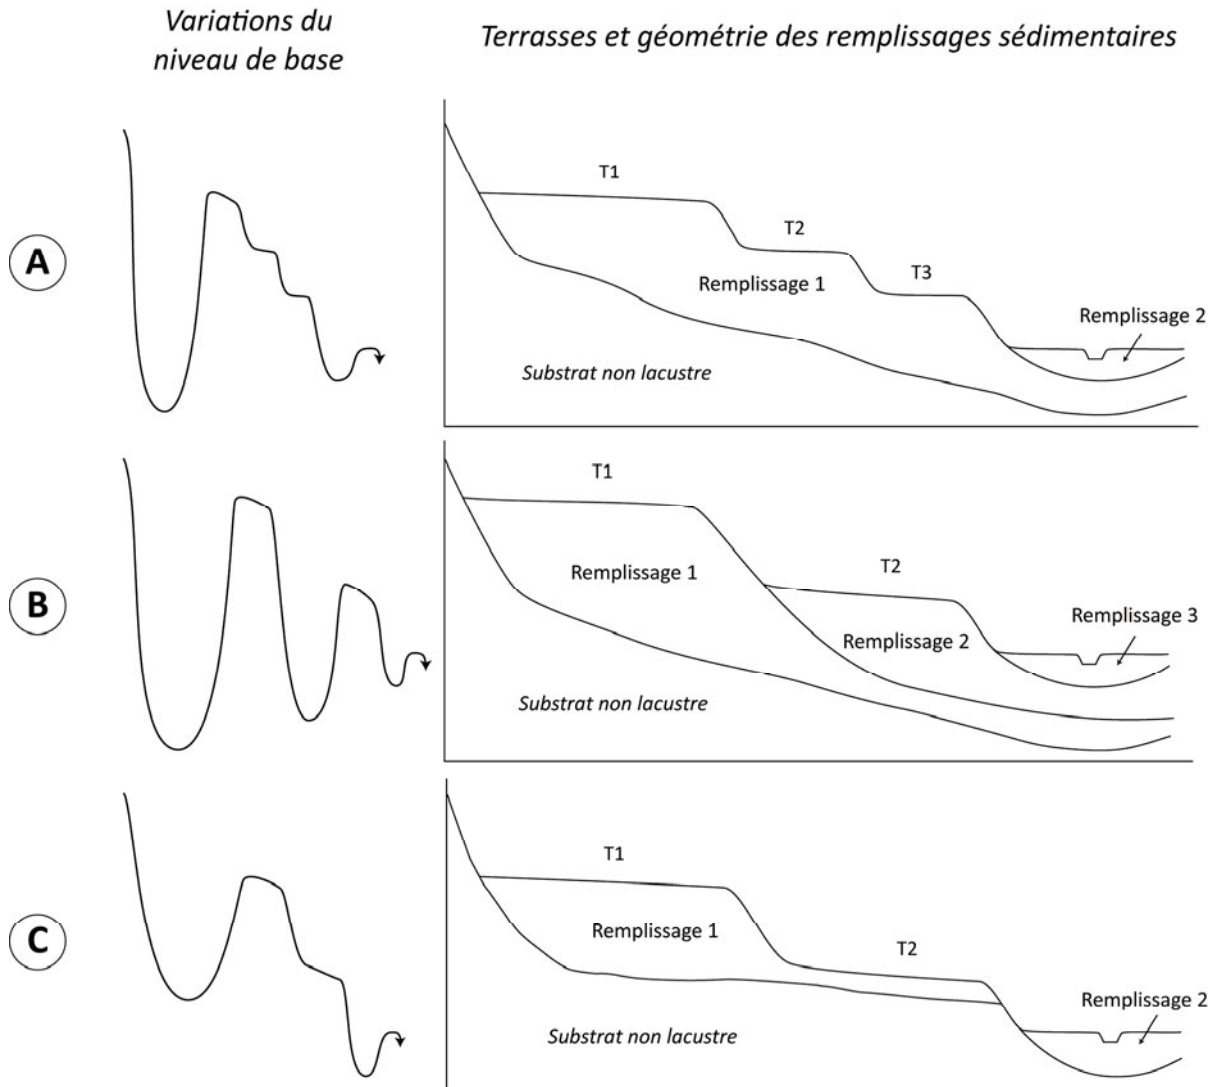 Variations du
niveau de base
Terrasses et géométrie des remplissages sédimentaires
A
T1
T2
T3
Remplissage 1
Remplissage 2
Substrat non lacustre
B
T1
T2
Remplissage 1
Remplissage 3
Remplissage 2
Substrat non lacustre
C
T1
Remplissage 1
T2
Remplissage 2
Substrat non lacustre